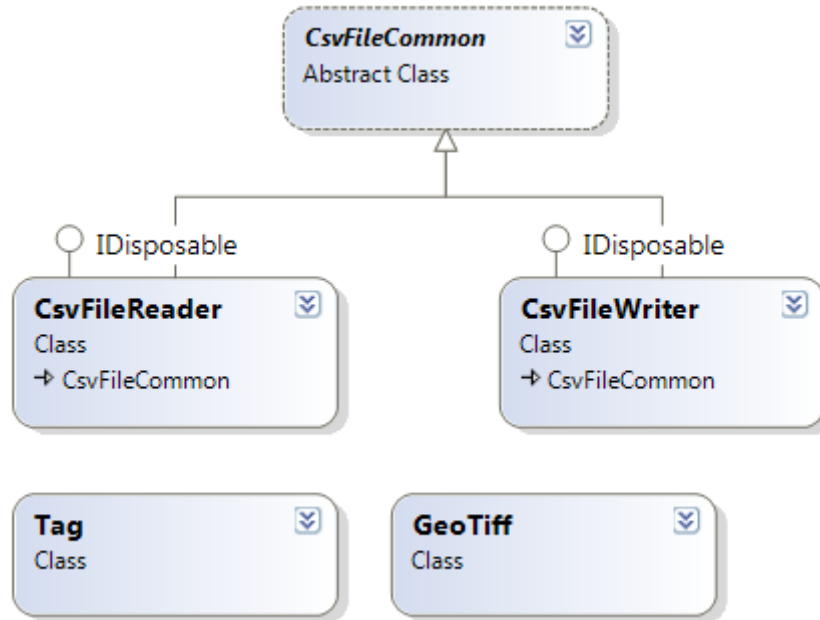 CsvFileCommon
Abstract Class
IDisposable
IDisposable
CsvFileReader
Class
CsvFileCommon
CsvFileWriter
Class
CsvFileCommon
Tag
Class
GeoTiff
Class